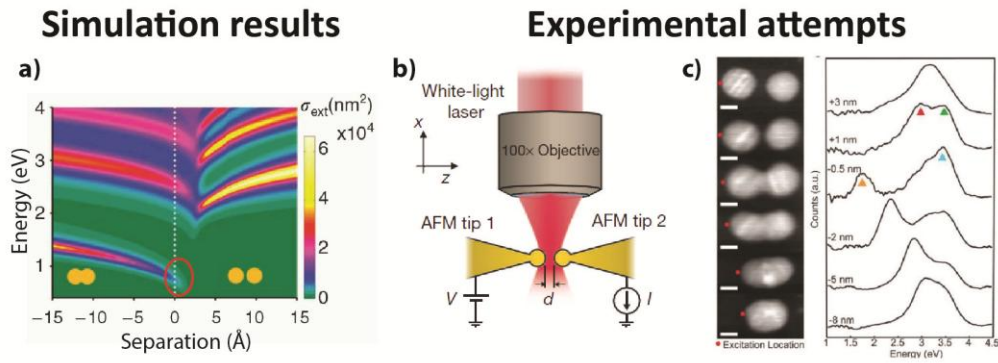 Simulation results
Experimental attempts
a)
σext(nm²)
x10⁴
4
3
2
1
6
4
2
0
Energy (eV)
−15 −10 −5 0 5 10 15
Separation (Å)
b)
White-light
laser
x
z
100× Objective
AFM tip 1
AFM tip 2
V
d
I
c)
+3 nm
+1 nm
-0.5 nm
-2 nm
-5 nm
-8 nm
Counts (a.u.)
Excitation Location
1 1.5 2 2.5 3 3.5 4 4.5
Energy (eV)